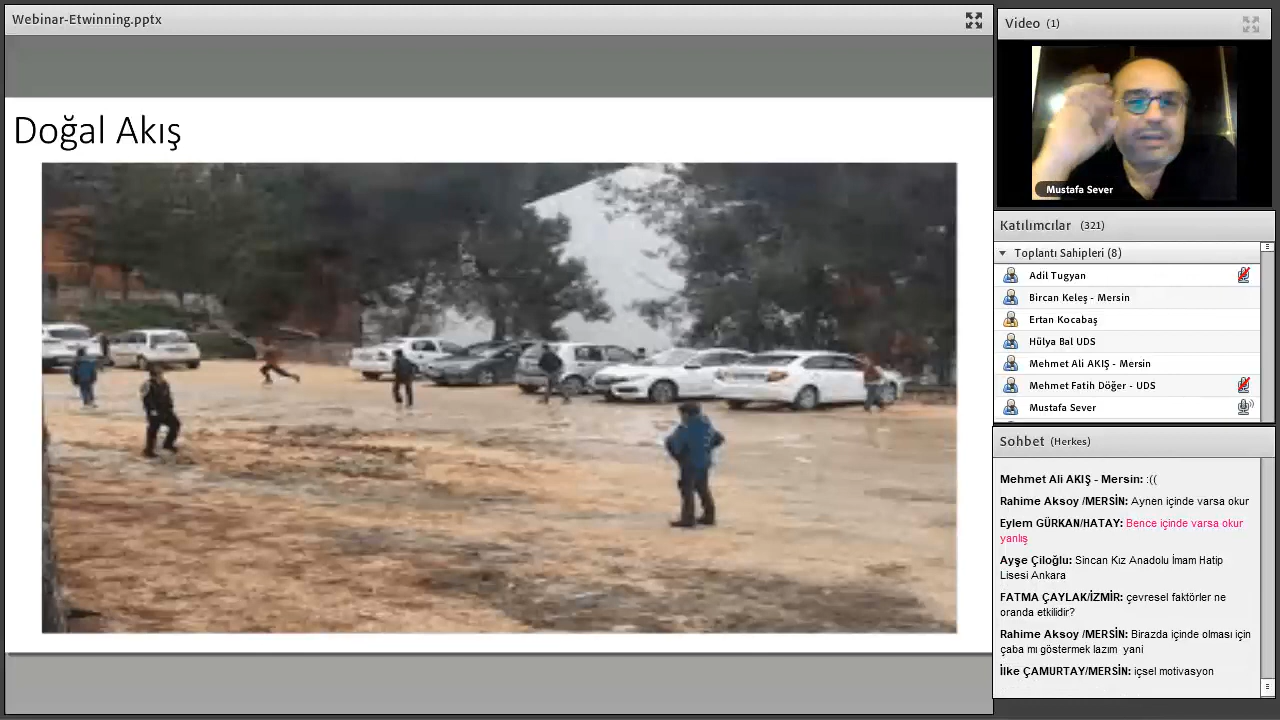 Webinar-Etwinning.pptx
Doğal Akış
Video (1)
Mustafa Sever
Katılımcılar (321)
Toplantı Sahipleri (8)
Adil Tugyan
Bircan Keleş - Mersin
Ertan Kocabaş
Hülya Bal UDS
Mehmet Ali AKIŞ - Mersin
Mehmet Fatih Döğer - UDS
Mustafa Sever
Sohbet (Herkes)
Mehmet Ali AKIŞ - Mersin: :((
Rahime Aksoy /MERSİN: Aynen içinde varsa okur
Eylem GÜRKAN/HATAY: Bence içinde varsa okur
yanlış
Ayşe Çiloğlu: Sincan Kız Anadolu İmam Hatip
Lisesi Ankara
FATMA ÇAYLAK/İZMİR: çevresel faktörler ne
oranda etkilidir?
Rahime Aksoy /MERSİN: Birazda içinde olması için
çaba mı göstermek lazım yani
İlke ÇAMURTAY/MERSİN: içsel motivasyon